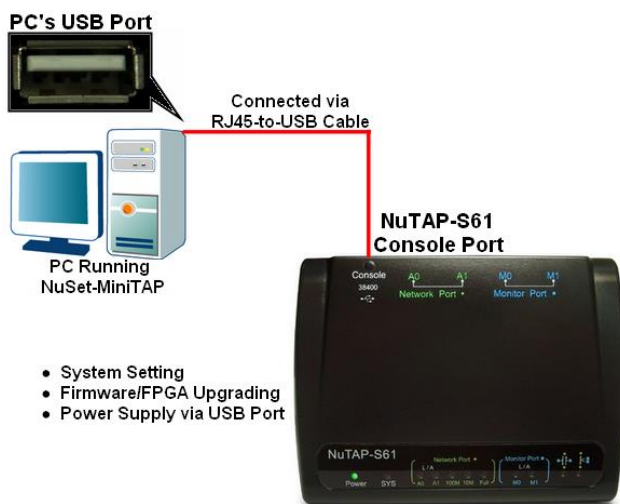 PC's USB Port
Connected via
RJ45-to-USB Cable
NuTAP-S61
Console Port
PC Running
NuSet-MiniTAP
Console
38400
A0 A1
Network Port
M0 M1
Monitor Port
• System Setting
• Firmware/FPGA Upgrading
• Power Supply via USB Port
NuTAP-S61
Network Port
Monitor Port
L/A
L/A
Power SYS A0 A1 100M 10M Full M0 M1